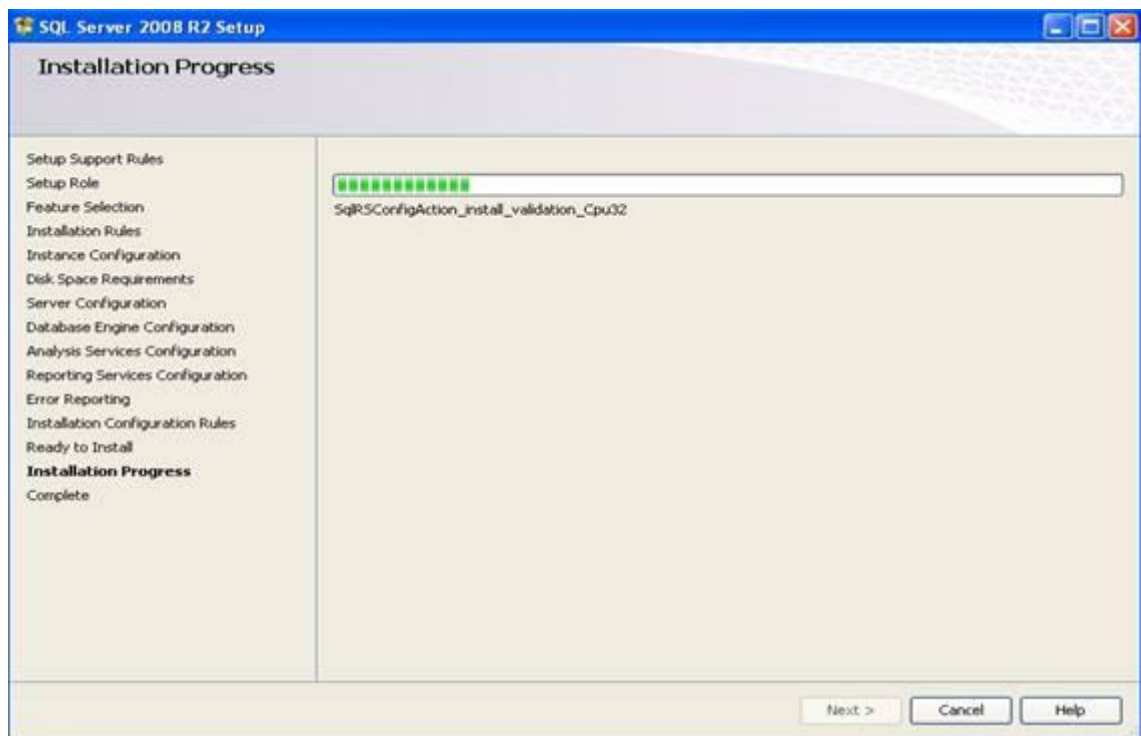 SQL Server 2008 R2 Setup
Installation Progress
Setup Support Rules
Setup Role
Feature Selection
Installation Rules
Instance Configuration
Disk Space Requirements
Server Configuration
Database Engine Configuration
Analysis Services Configuration
Reporting Services Configuration
Error Reporting
Installation Configuration Rules
Ready to Install
Installation Progress
Complete
SqlRSConfigAction_install_validation_Cpu32
Next >
Cancel
Help